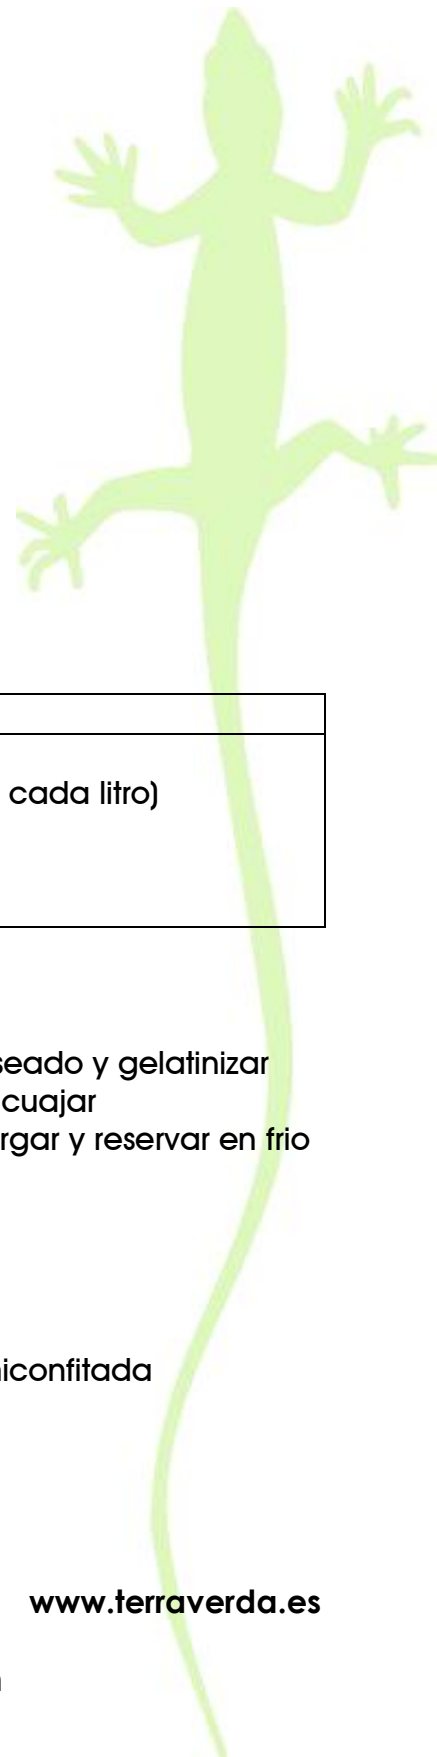 cada litro)
seado y gelatinizar
cuajar
rgar y reservar en frio
iconfitada
www.terraverda.es